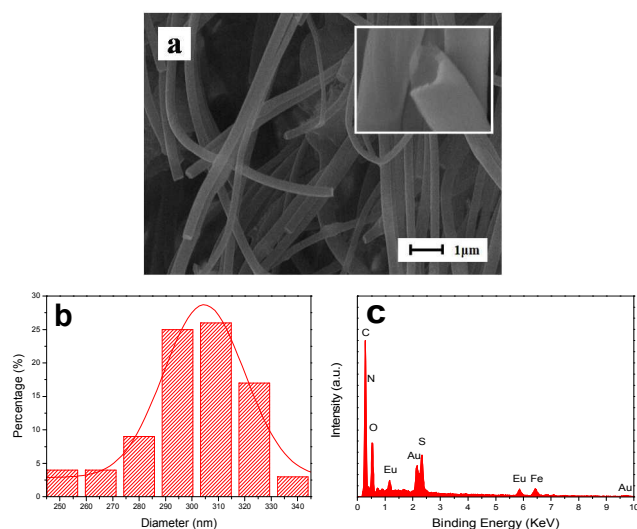 a
1μm
b
30
25
20
15
10
5
0
Percentage (%)
250 260 270 280 290 300 310 320 330 340
Diameter (nm)
c
C
N
O
Eu
Au
S
Eu Fe
Au
Intensity (a.u.)
0 1 2 3 4 5 6 7 8 9 10
Binding Energy (KeV)